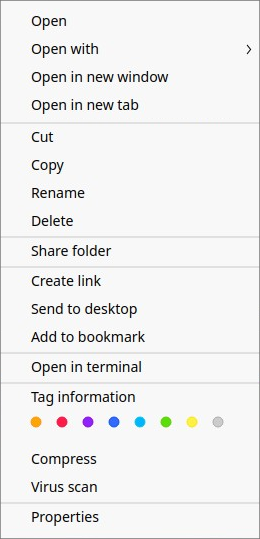 Open
Open with
Open in new window
Open in new tab
Cut
Copy
Rename
Delete
Share folder
Create link
Send to desktop
Add to bookmark
Open in terminal
Tag information
Compress
Virus scan
Properties